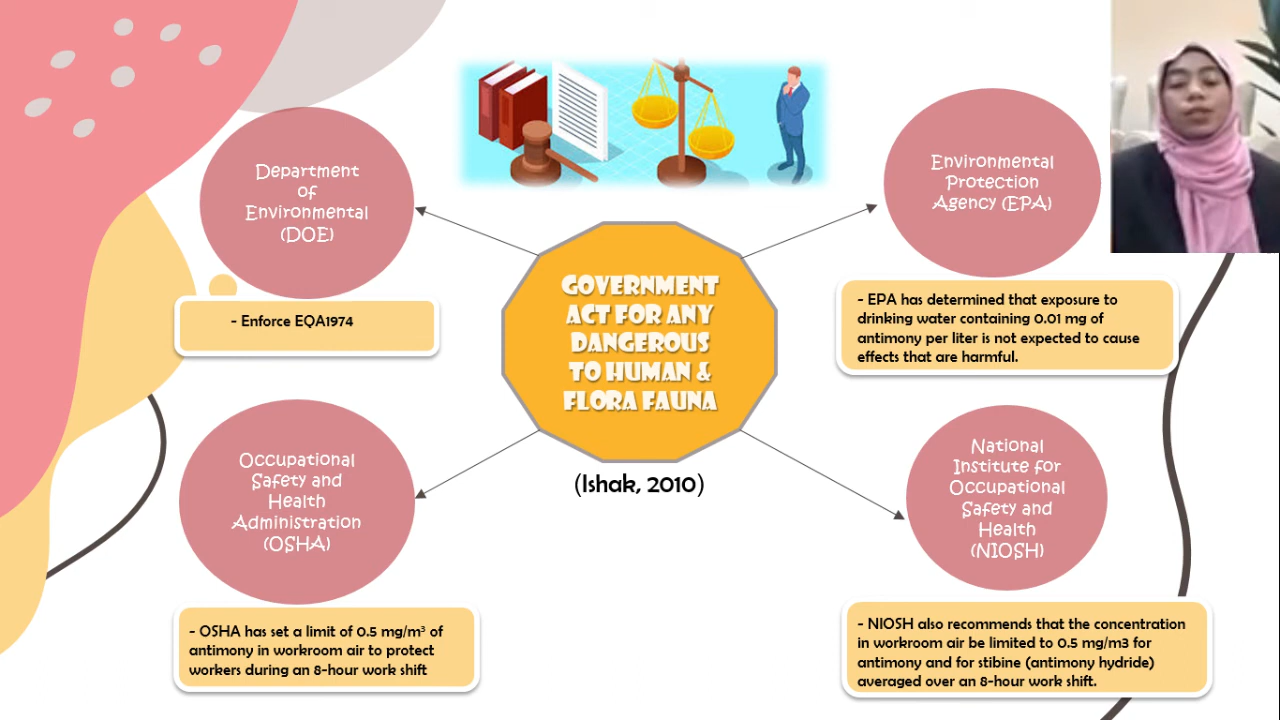 Department
of
Environmental
(DOE)
- Enforce EQA1974
Environmental
Protection
Agency (EPA)
- EPA has determined that exposure to
drinking water containing 0.01 mg of
antimony per liter is not expected to cause
effects that are harmful.
GOVERNMENT
ACT FOR ANY
DANGEROUS
TO HUMAN &
FLORA FAUNA
(Ishak, 2010)
Occupational
Safety and
Health
Administration
(OSHA)
- OSHA has set a limit of 0.5 mg/m³ of
antimony in workroom air to protect
workers during an 8-hour work shift
National
Institute for
Occupational
Safety and
Health
(NIOSH)
- NIOSH also recommends that the concentration
in workroom air be limited to 0.5 mg/m3 for
antimony and for stibine (antimony hydride)
averaged over an 8-hour work shift.